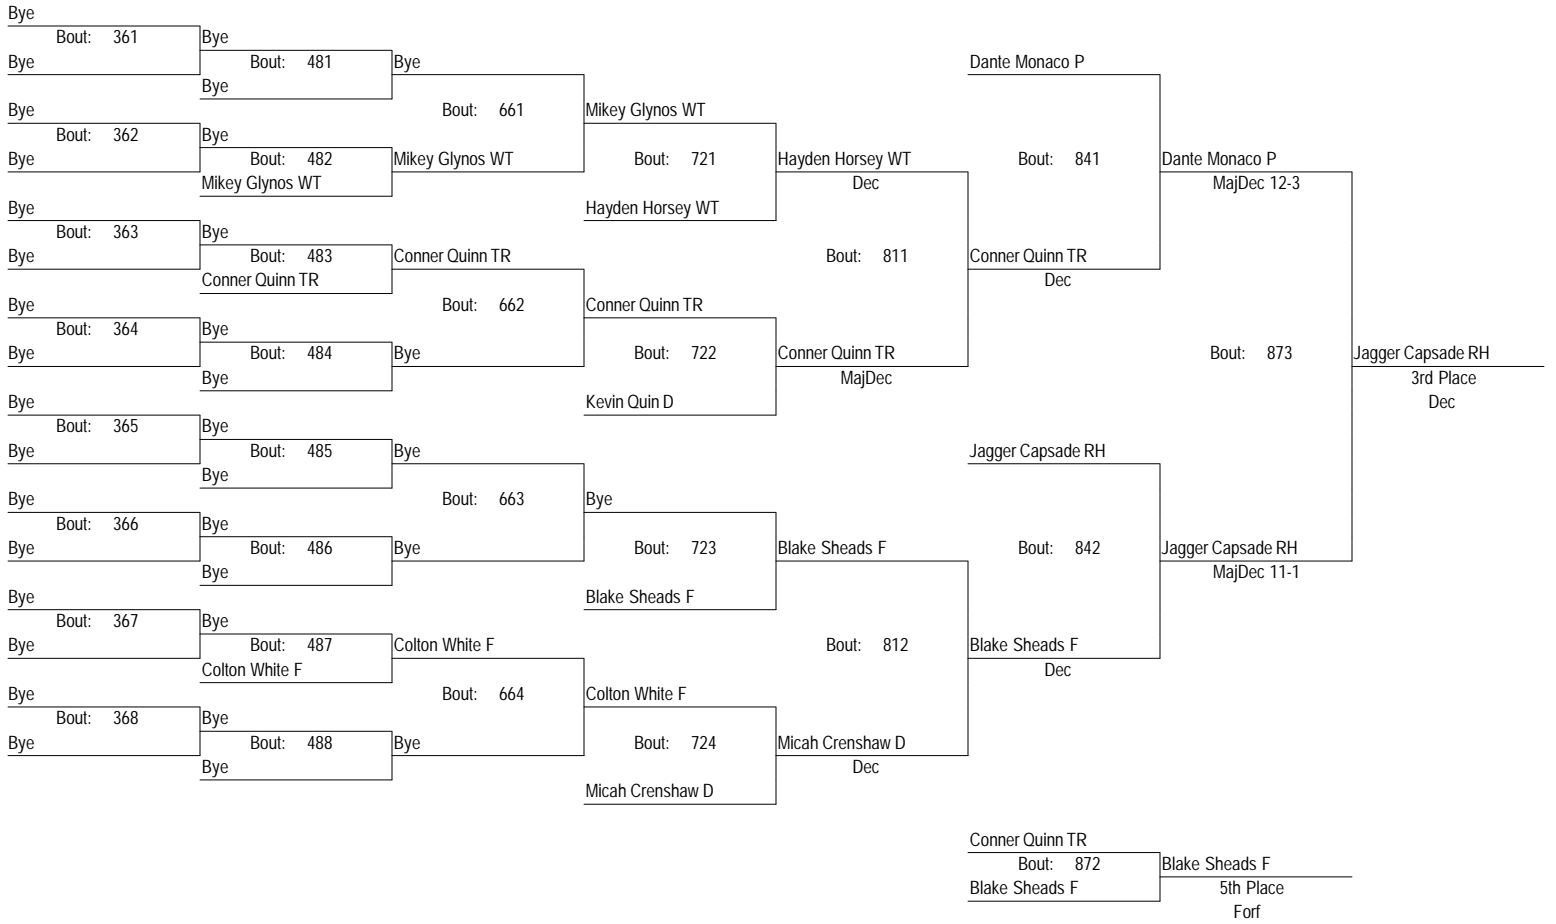 Bye
Bout: 361 Bye
Bye Bout: 481 Bye Dante Monaco P
Bye
Bye Bout: 661 Mikey Glynos WT
Bout: 362 Bye
Bye Bout: 482 Mikey Glynos WT Bout: 721 Hayden Horsey WT Bout: 841 Dante Monaco P
Mikey Glynos WT Dec MajDec 12-3
Bye Hayden Horsey WT
Bout: 363 Bye
Bye Bout: 483 Conner Quinn TR Bout: 811 Conner Quinn TR
Conner Quinn TR Dec
Bye Bout: 662 Conner Quinn TR
Bout: 364 Bye
Bye Bout: 484 Bye Bout: 722 Conner Quinn TR Bout: 873 Jagger Capsade RH
Bye MajDec 3rd Place
Bye Kevin Quin D Dec
Bout: 365 Bye
Bye Bout: 485 Bye Jagger Capsade RH
Bye
Bye Bout: 663 Bye
Bout: 366 Bye
Bye Bout: 486 Bye Bout: 723 Blake Sheads F Bout: 842 Jagger Capsade RH
Bye MajDec 11-1
Bye Blake Sheads F
Bout: 367 Bye
Bye Bout: 487 Colton White F Bout: 812 Blake Sheads F
Colton White F Dec
Bye Bout: 664 Colton White F
Bout: 368 Bye
Bye Bout: 488 Bye Bout: 724 Micah Crenshaw D
Bye Dec
Micah Crenshaw D
Conner Quinn TR
Bout: 872 Blake Sheads F
Blake Sheads F 5th Place
Forf